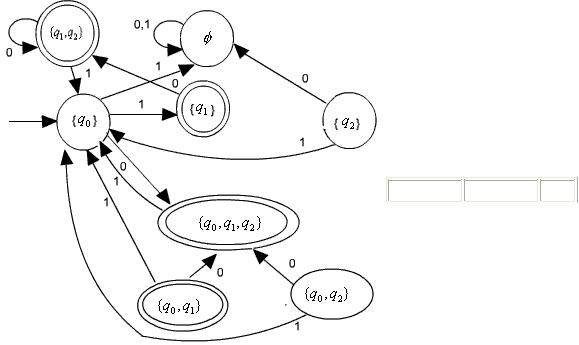 {q₁,q₂}
0,1
ϕ
0
1
1
0
0
{q₀}
1
{q₁}
{q₂}
1
0
1
1
{q₀,q₁,q₂}
0
0
{q₀,q₁}
{q₀,q₂}
1